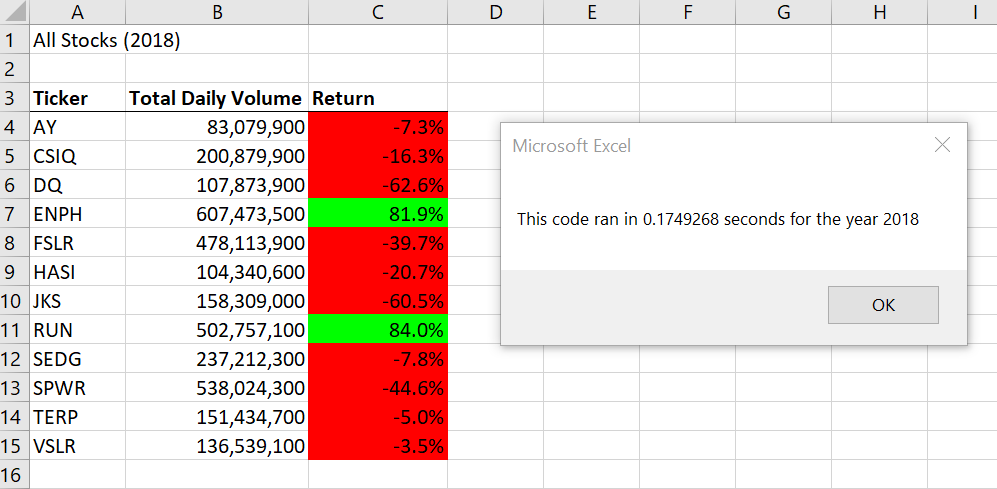 A B C D E F G H I
1 All Stocks (2018)
2
3 Ticker Total Daily Volume Return
4 AY 83,079,900 -7.3%
5 CSIQ 200,879,900 -16.3%
6 DQ 107,873,900 -62.6%
7 ENPH 607,473,500 81.9%
8 FSLR 478,113,900 -39.7%
9 HASI 104,340,600 -20.7%
10 JKS 158,309,000 -60.5%
11 RUN 502,757,100 84.0%
12 SEDG 237,212,300 -7.8%
13 SPWR 538,024,300 -44.6%
14 TERP 151,434,700 -5.0%
15 VSLR 136,539,100 -3.5%
16
Microsoft Excel
This code ran in 0.1749268 seconds for the year 2018
OK